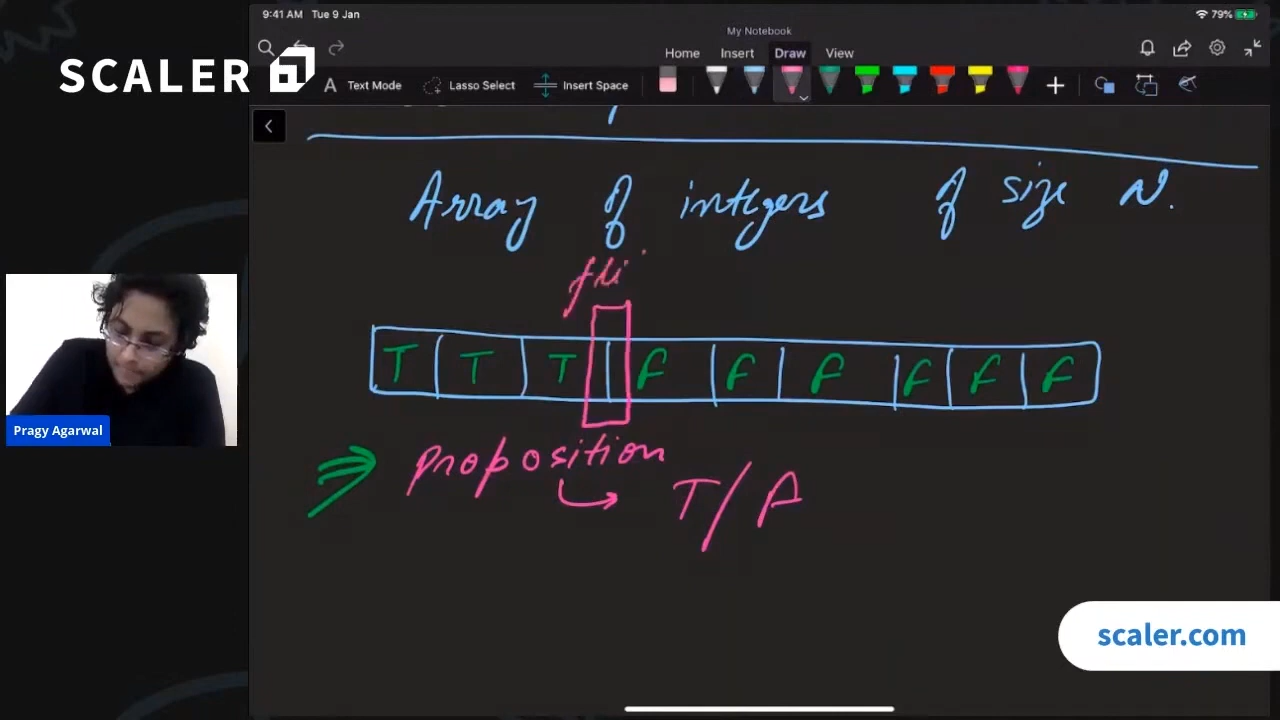 9:41 AM Tue 9 Jan
79%
My Notebook
SCALER
Home Insert Draw View
Text Mode Lasso Select Insert Space
Array of integers of size N.
fli
T T T F F F F F F
Pragy Agarwal
proposition
T/F
scaler.com